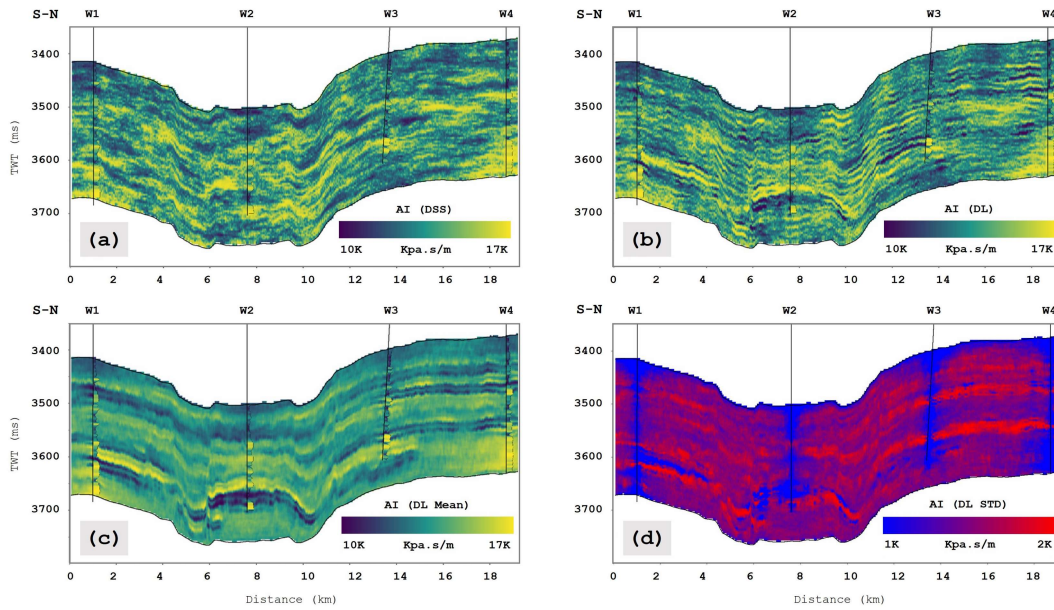 S-N W1 W2 W3 W4
3400
3500
3600
3700
TWT (ms)
AI (DSS)
10K Kpa.s/m 17K
(a)
0 2 4 6 8 10 12 14 16 18
S-N W1 W2 W3 W4
3400
3500
3600
3700
AI (DL)
10K Kpa.s/m 17K
(b)
0 2 4 6 8 10 12 14 16 18
S-N W1 W2 W3 W4
3400
3500
3600
3700
TWT (ms)
AI (DL Mean)
10K Kpa.s/m 17K
(c)
0 2 4 6 8 10 12 14 16 18
Distance (km)
S-N W1 W2 W3 W4
3400
3500
3600
3700
AI (DL STD)
1K Kpa.s/m 2K
(d)
0 2 4 6 8 10 12 14 16 18
Distance (km)